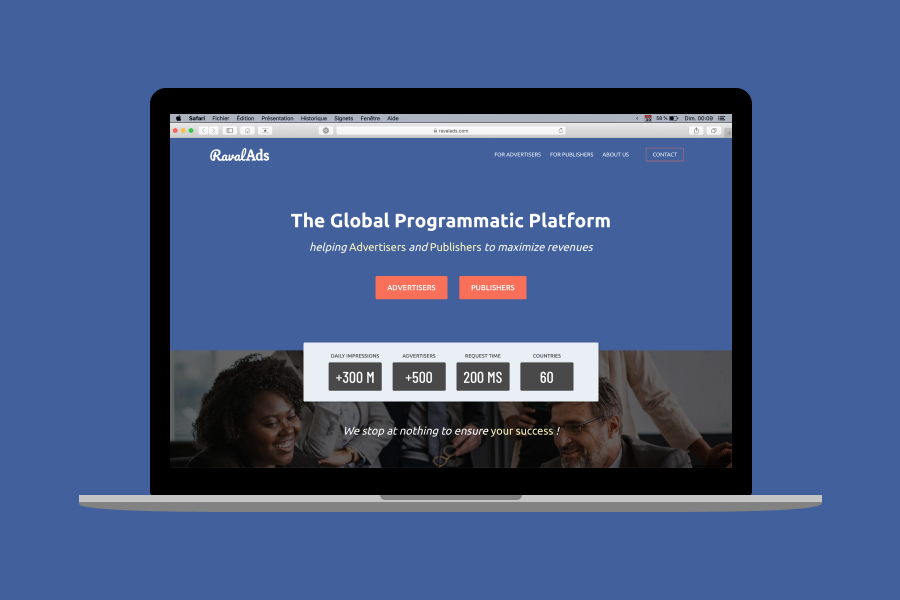 Safari Fichier Édition Présentation Historique Signets Fenêtre Aide 58 % Dim. 00:09
ravalads.com
RavalAds FOR ADVERTISERS FOR PUBLISHERS ABOUT US CONTACT
The Global Programmatic Platform
helping Advertisers and Publishers to maximize revenues
ADVERTISERS PUBLISHERS
DAILY IMPRESSIONS ADVERTISERS REQUEST TIME COUNTRIES
+300 M +500 200 MS 60
We stop at nothing to ensure your success !